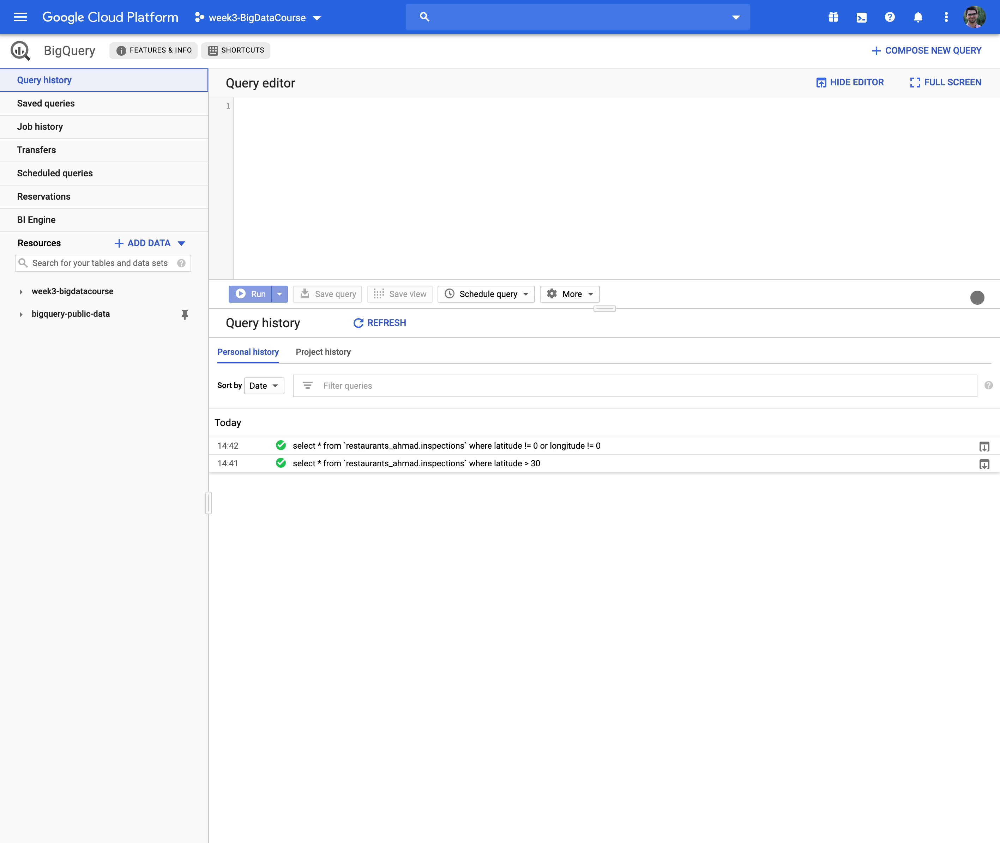 Google Cloud Platform week3-BigDataCourse
BigQuery FEATURES & INFO SHORTCUTS + COMPOSE NEW QUERY
Query history
Saved queries
Job history
Transfers
Scheduled queries
Reservations
BI Engine
Resources + ADD DATA
Search for your tables and data sets
week3-bigdatacourse
bigquery-public-data
Query editor HIDE EDITOR FULL SCREEN
1
Run Save query Save view Schedule query More
Query history REFRESH
Personal history Project history
Sort by Date Filter queries
Today
14:42 select * from `restaurants_ahmad.inspections` where latitude != 0 or longitude != 0
14:41 select * from `restaurants_ahmad.inspections` where latitude > 30